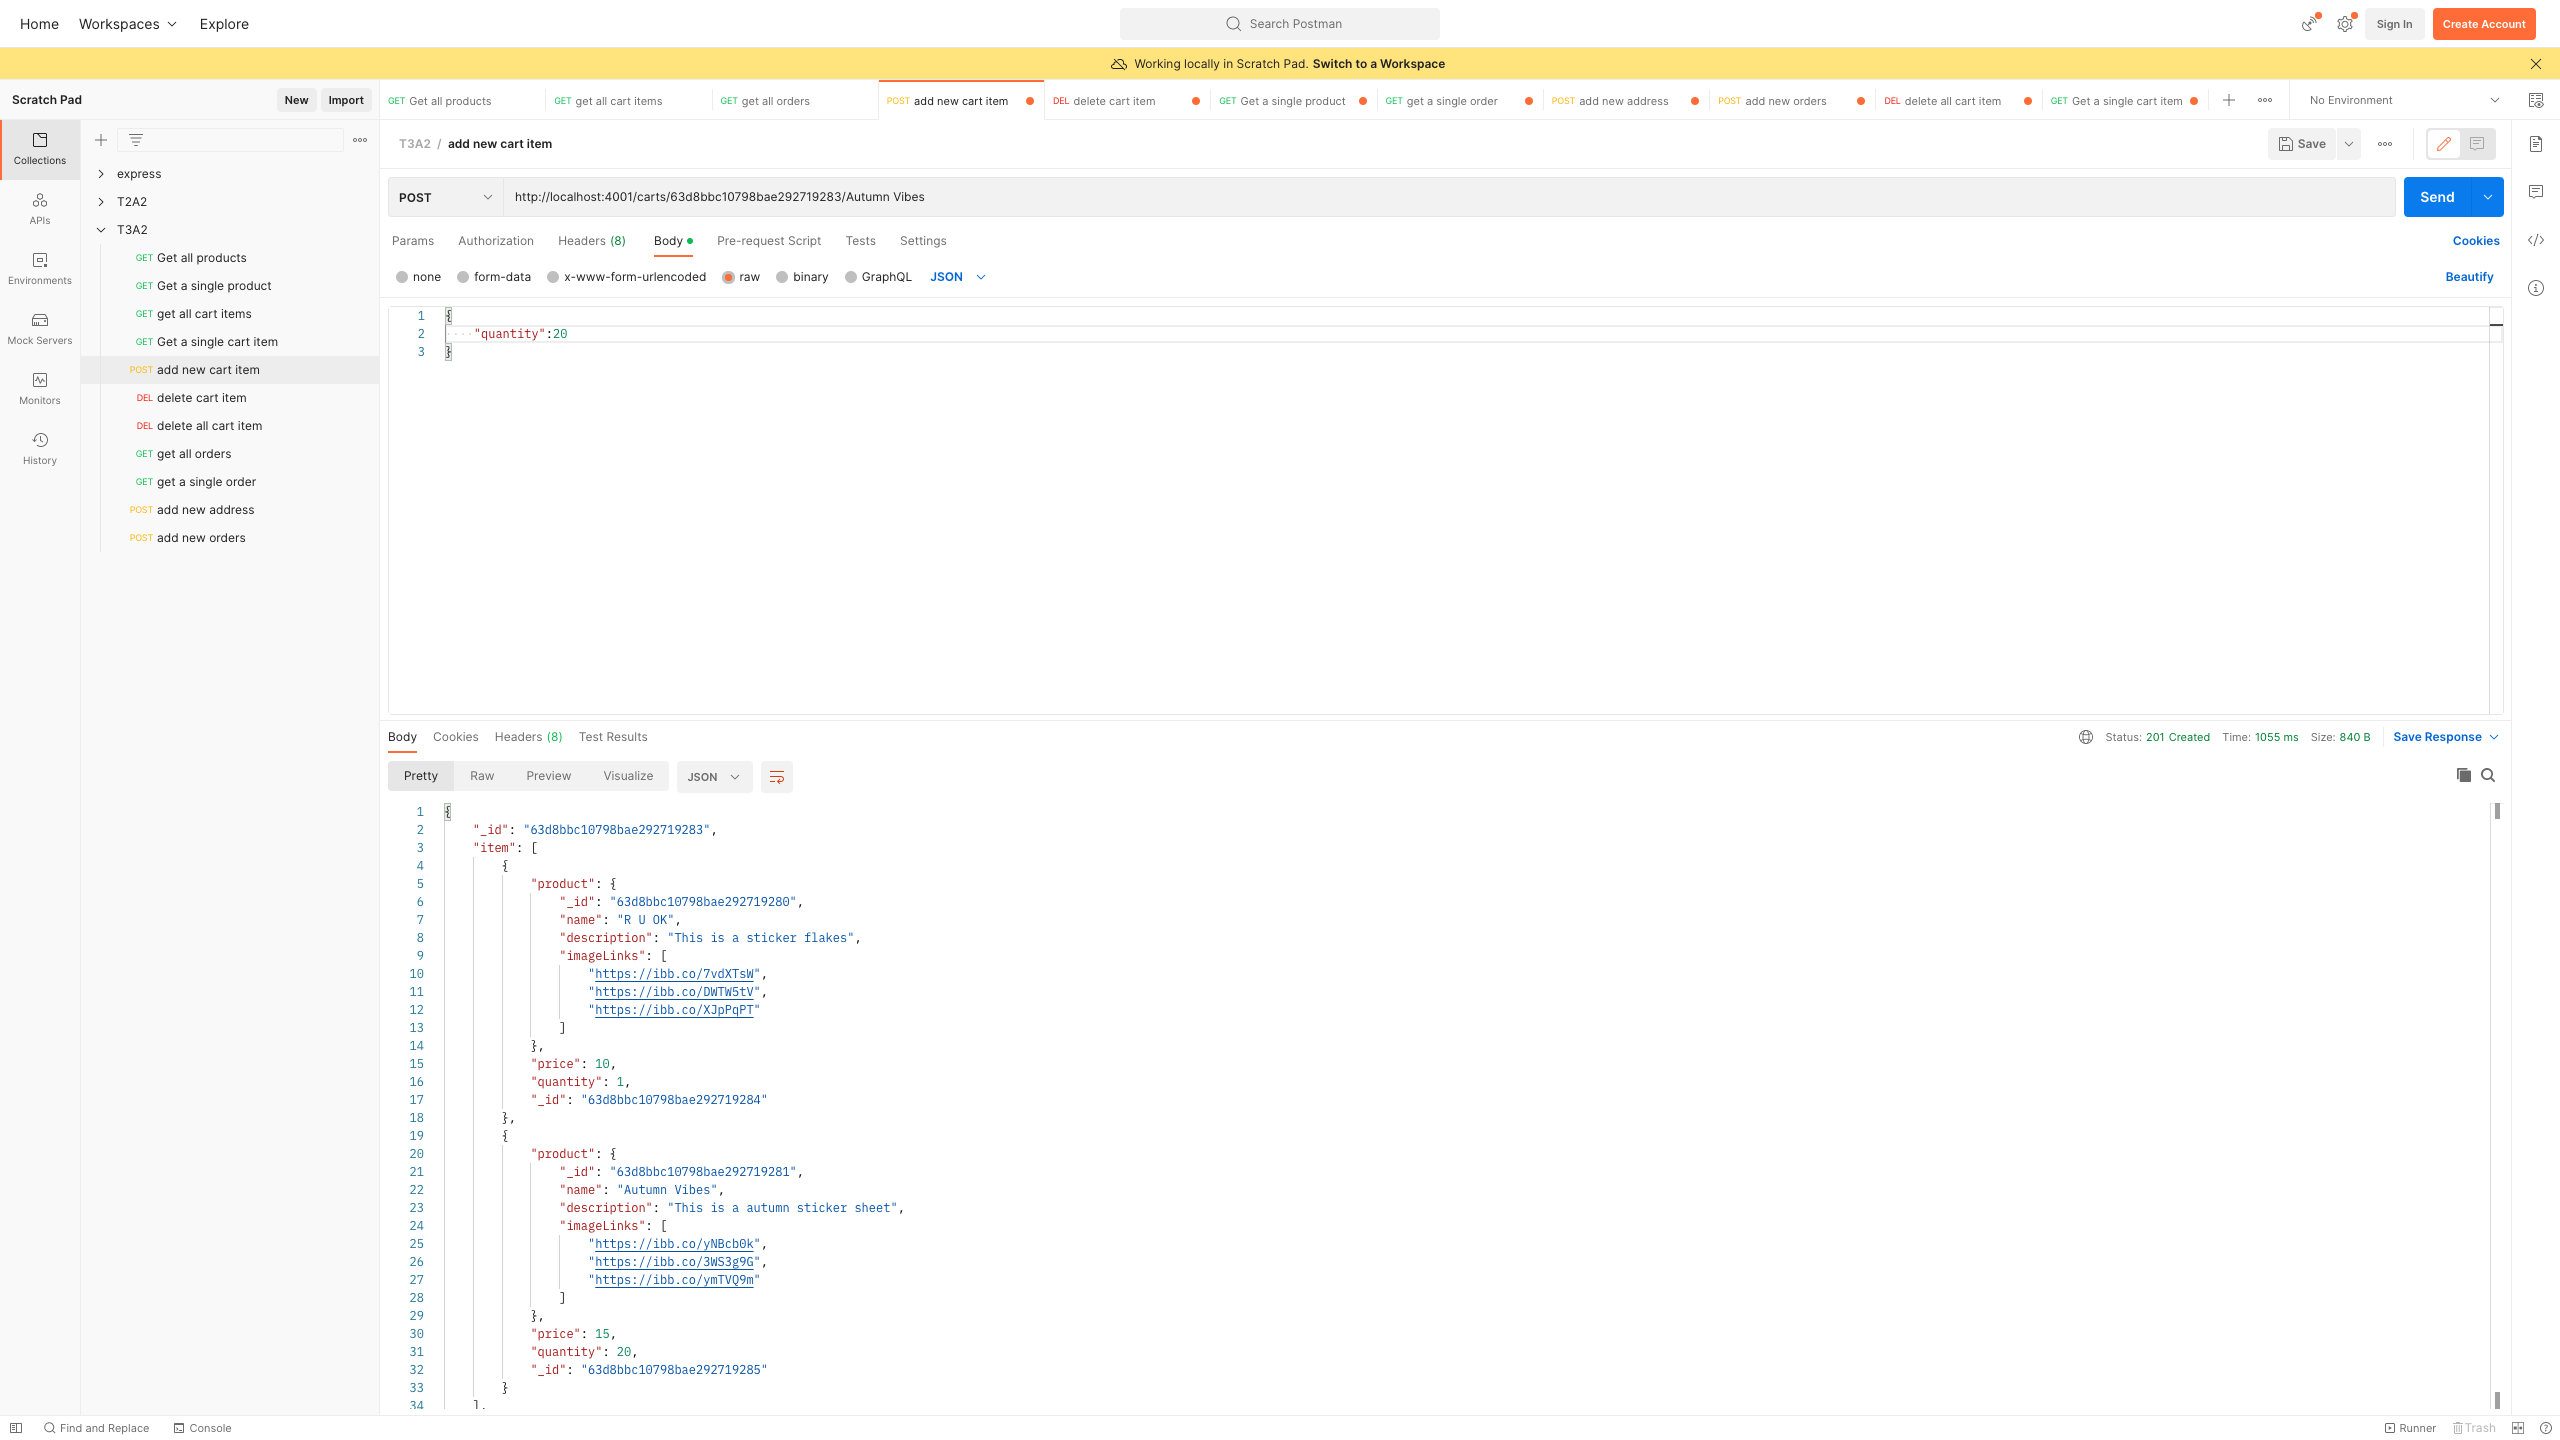 Home Workspaces Explore Search Postman Sign In Create Account
Working locally in Scratch Pad. Switch to a Workspace
Scratch Pad New Import GET Get all products GET get all cart items GET get all orders POST add new cart item DEL delete cart item GET Get a single product GET get a single order POST add new address POST add new orders DEL delete all cart item GET Get a single cart item No Environment
Collections
APIs
Environments
Mock Servers
Monitors
History
express
T2A2
T3A2
GET Get all products
GET Get a single product
GET get all cart items
GET Get a single cart item
POST add new cart item
DEL delete cart item
DEL delete all cart item
GET get all orders
GET get a single order
POST add new address
POST add new orders
T3A2 / add new cart item Save
POST http://localhost:4001/carts/63d8bbc10798bae292719283/Autumn Vibes Send
Params Authorization Headers (8) Body Pre-request Script Tests Settings Cookies
none form-data x-www-form-urlencoded raw binary GraphQL JSON Beautify
1 {
2 "quantity":20
3 }
Body Cookies Headers (8) Test Results Status: 201 Created Time: 1055 ms Size: 840 B Save Response
Pretty Raw Preview Visualize JSON
1 {
2 "_id": "63d8bbc10798bae292719283",
3 "item": [
4 {
5 "product": {
6 "_id": "63d8bbc10798bae292719280",
7 "name": "R U OK",
8 "description": "This is a sticker flakes",
9 "imageLinks": [
10 "https://ibb.co/7vdXTsW",
11 "https://ibb.co/DWTW5tV",
12 "https://ibb.co/XJpPqPT"
13 ]
14 },
15 "price": 10,
16 "quantity": 1,
17 "_id": "63d8bbc10798bae292719284"
18 },
19 {
20 "product": {
21 "_id": "63d8bbc10798bae292719281",
22 "name": "Autumn Vibes",
23 "description": "This is a autumn sticker sheet",
24 "imageLinks": [
25 "https://ibb.co/yNBcb0k",
26 "https://ibb.co/3WS3g9G",
27 "https://ibb.co/ymTVQ9m"
28 ]
29 },
30 "price": 15,
31 "quantity": 20,
32 "_id": "63d8bbc10798bae292719285"
33 }
34 ],
Find and Replace Console Runner Trash